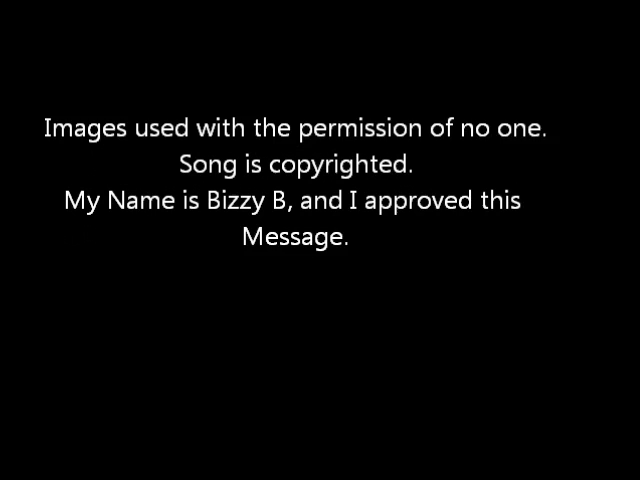 Images used with the permission of no one.
Song is copyrighted.
My Name is Bizzy B, and I approved this
Message.